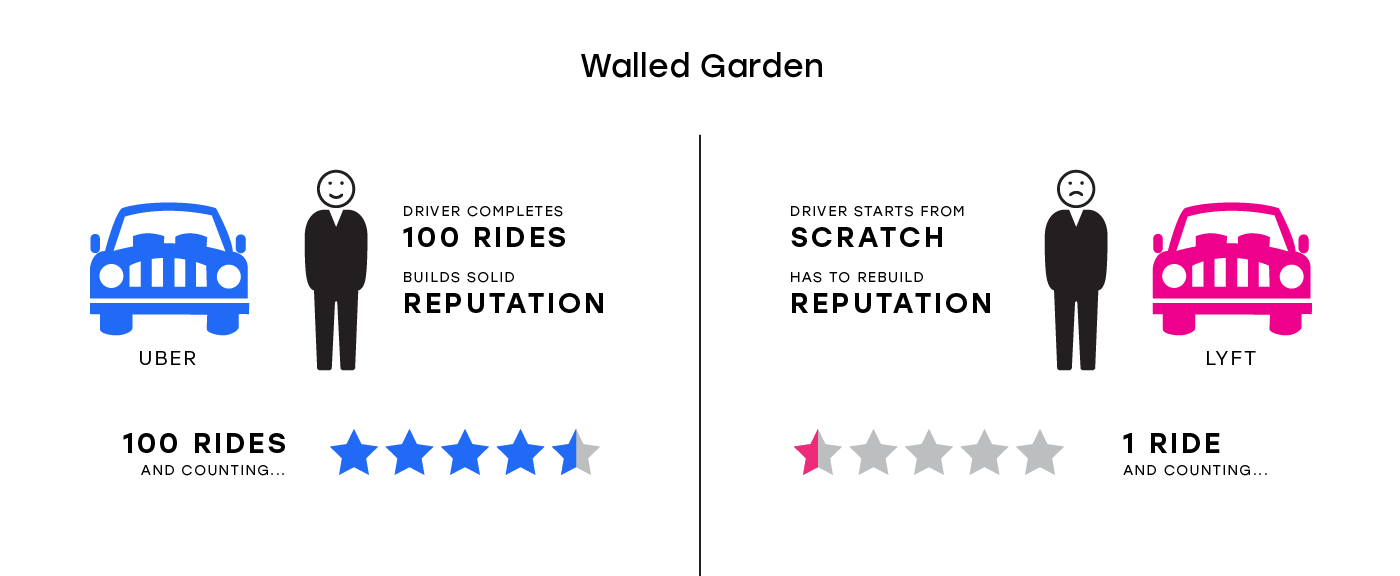 Walled Garden
DRIVER COMPLETES
100 RIDES
BUILDS SOLID
REPUTATION
UBER
100 RIDES
AND COUNTING...
DRIVER STARTS FROM
SCRATCH
HAS TO REBUILD
REPUTATION
LYFT
1 RIDE
AND COUNTING...